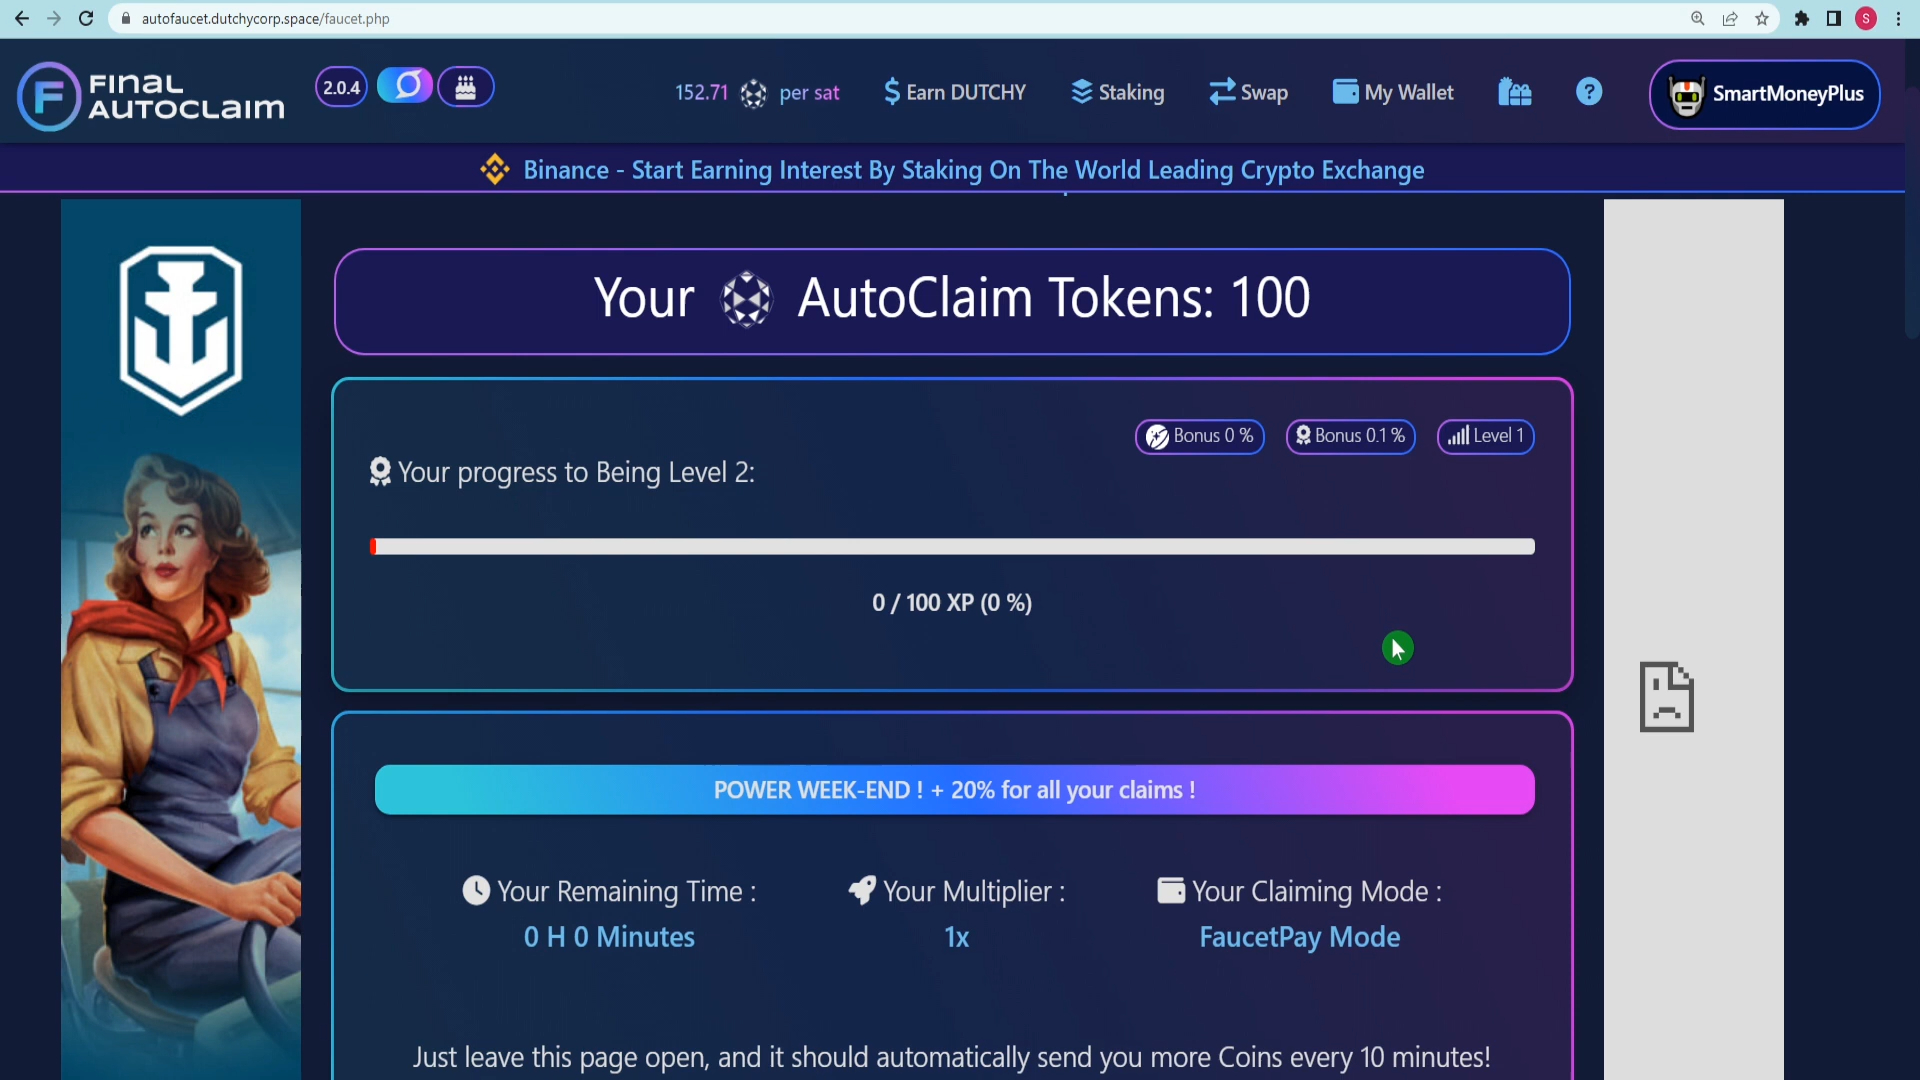 autofaucet.dutchycorp.space/faucet.php
S
F
FINAL
AUTOCLAIM
2.0.4
152.71 per sat
Earn DUTCHY
Staking
Swap
My Wallet
?
SmartMoneyPlus
Binance - Start Earning Interest By Staking On The World Leading Crypto Exchange
Your AutoClaim Tokens: 100
Bonus 0 %
Bonus 0.1 %
Level 1
Your progress to Being Level 2:
0 / 100 XP (0 %)
POWER WEEK-END ! + 20% for all your claims !
Your Remaining Time :
0 H 0 Minutes
Your Multiplier :
1x
Your Claiming Mode :
FaucetPay Mode
Just leave this page open, and it should automatically send you more Coins every 10 minutes!